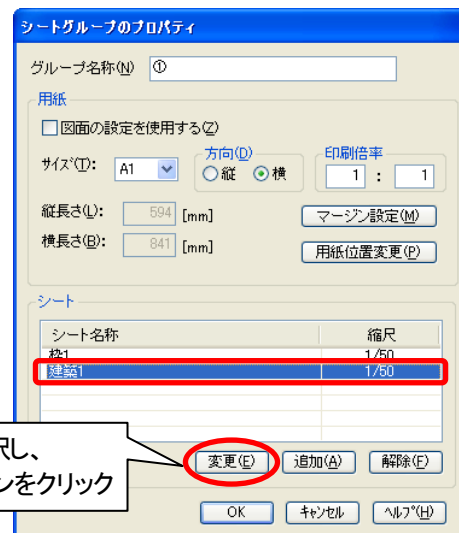 シートグループのプロパティ
グループ名称(N) ①
用紙
図面の設定を使用する(Z)
サイズ(T): A1 方向(D) 縦 横 印刷倍率 1 : 1
縦長さ(L): 594 [mm] マージン設定(M)
横長さ(B): 841 [mm] 用紙位置変更(P)
シート
シート名称 縮尺
枠1 1/50
建築1 1/50
変更(E) 追加(A) 解除(F)
択し、
ンをクリック
OK キャンセル ヘルプ(H)